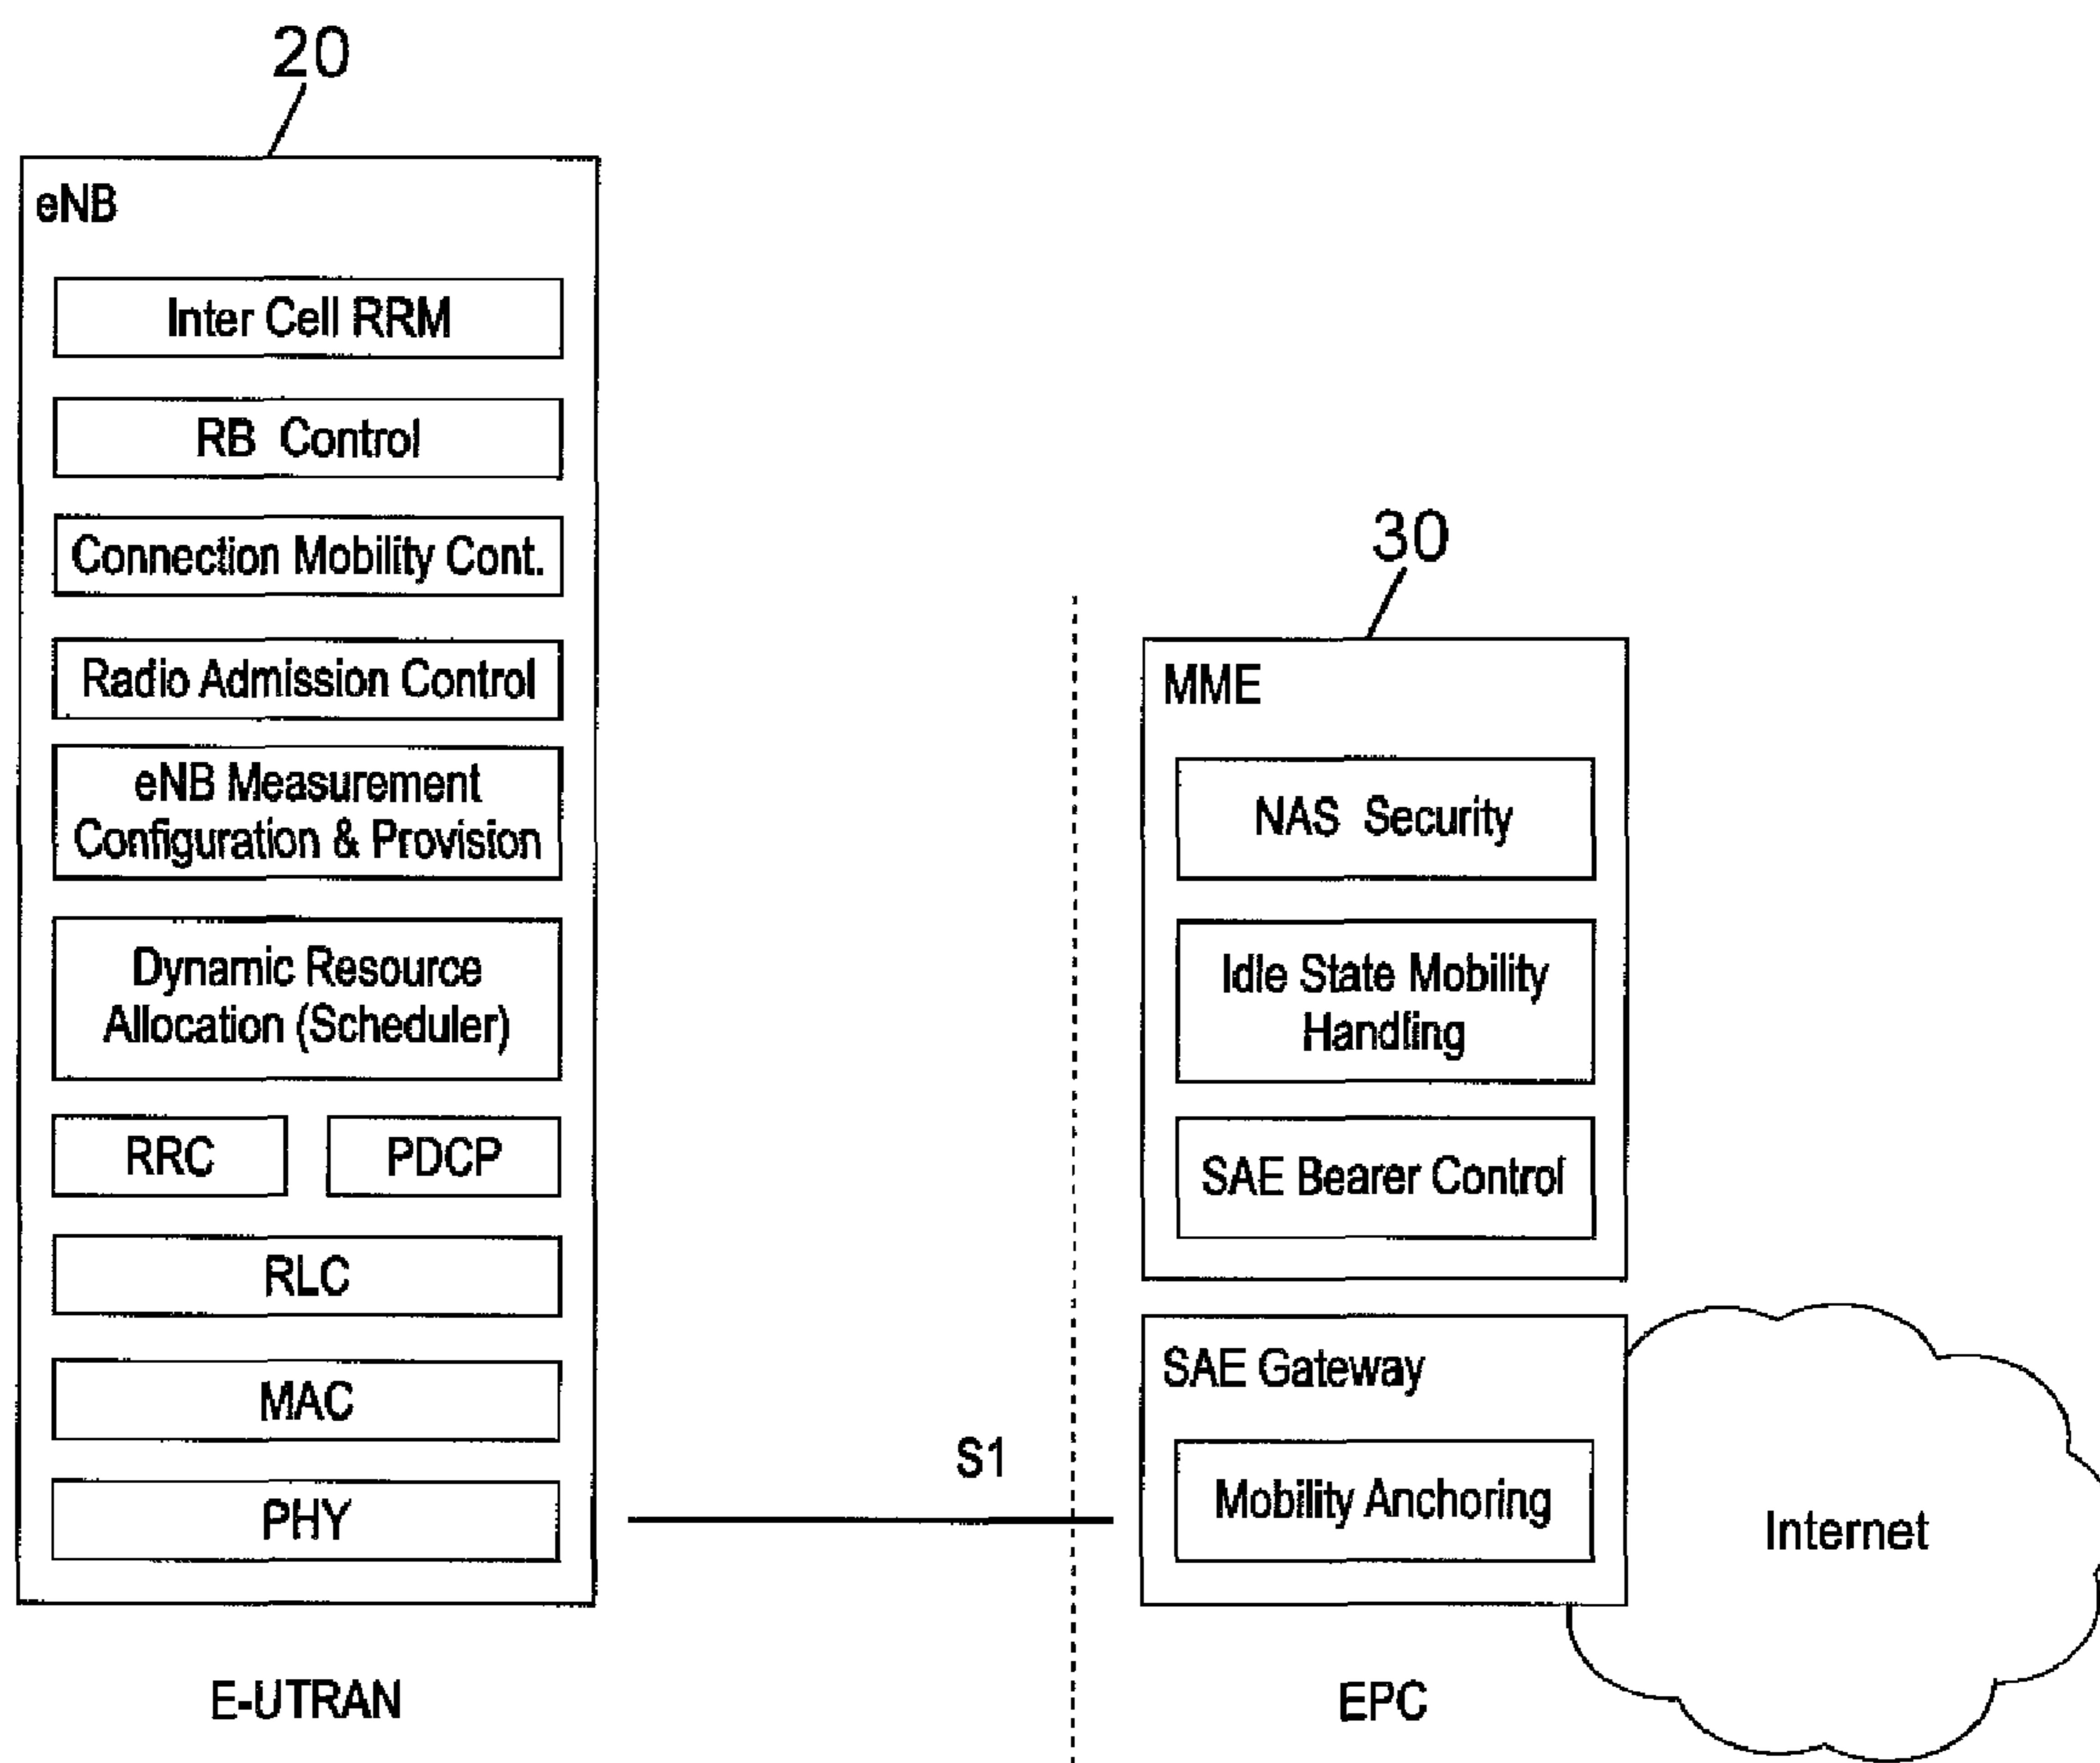 20
eNB
Inter Cell RRM
RB Control
Connection Mobility Cont.
Radio Admission Control
eNB Measurement
Configuration & Provision
Dynamic Resource
Allocation (Scheduler)
RRC
PDCP
RLC
MAC
PHY
E-UTRAN
S1
30
MME
NAS Security
Idle State Mobility
Handling
SAE Bearer Control
SAE Gateway
Mobility Anchoring
EPC
Internet